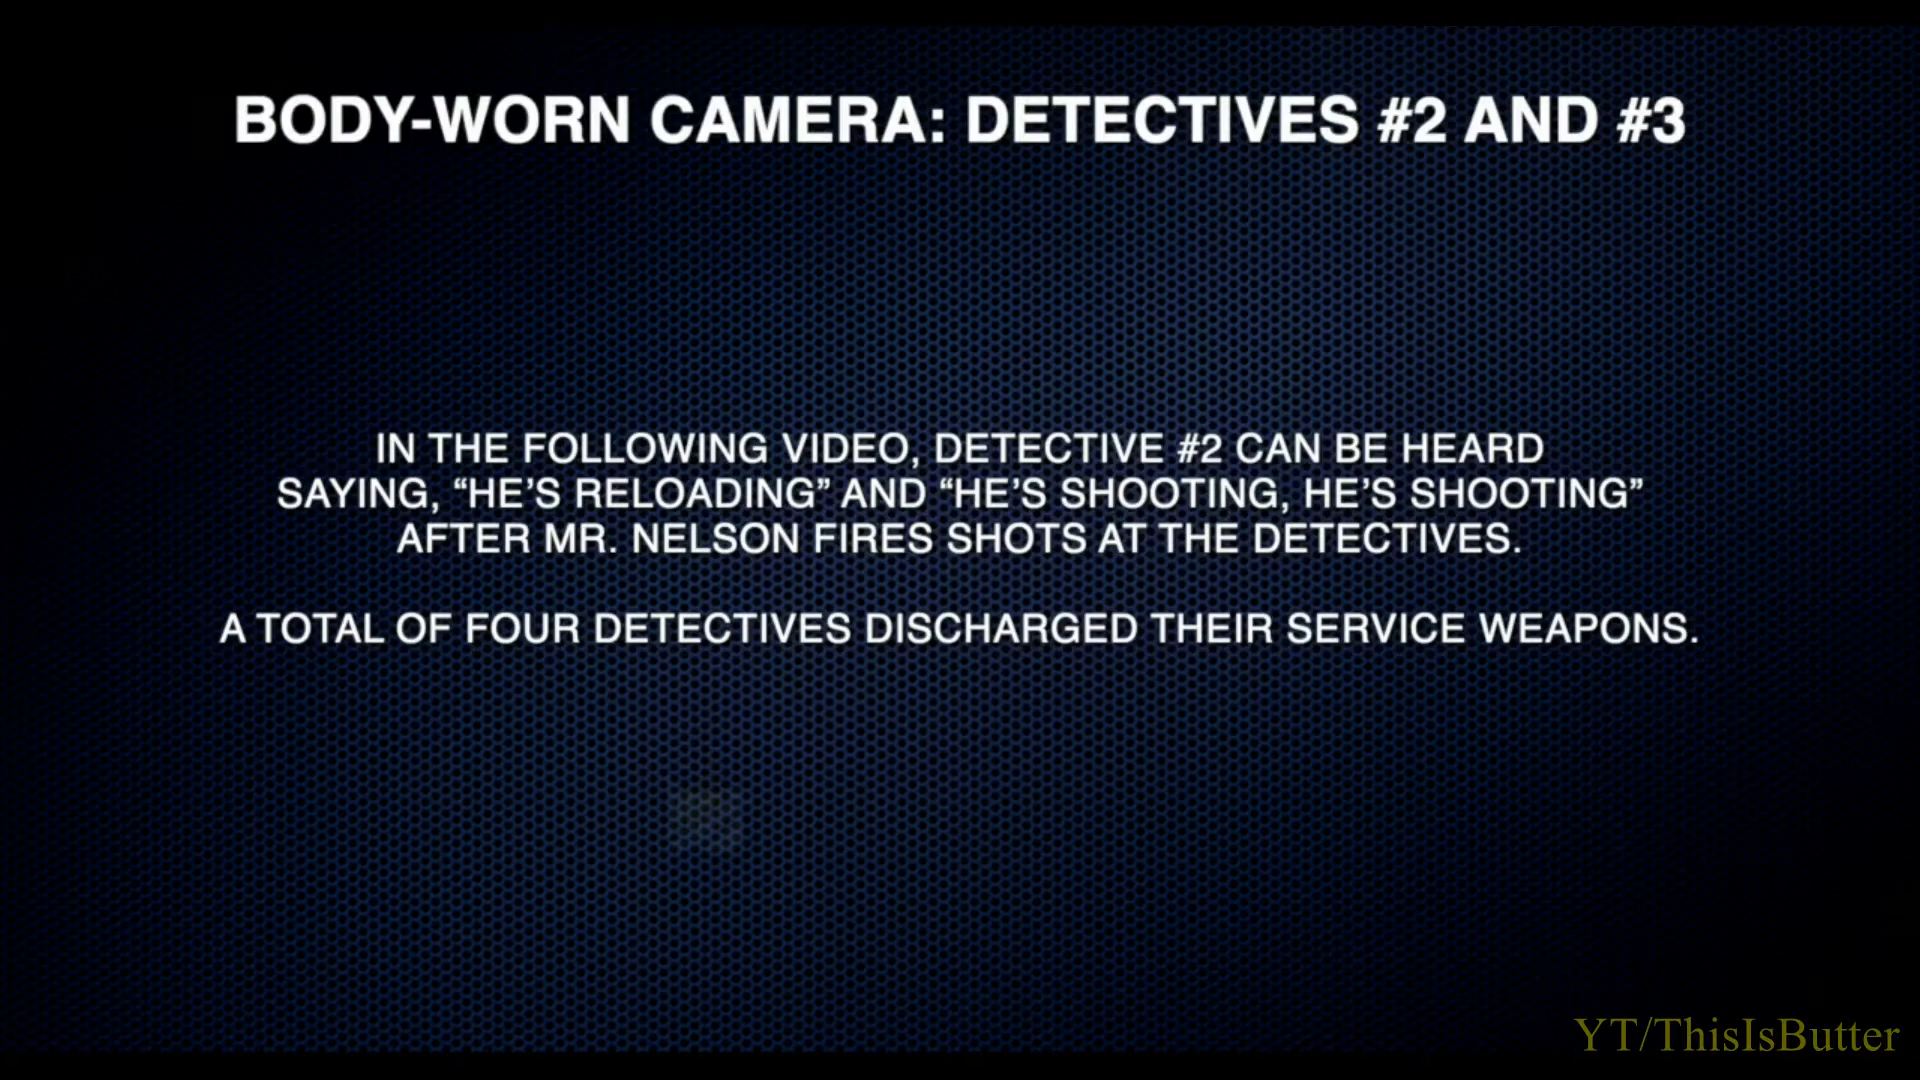 BODY-WORN CAMERA: DETECTIVES #2 AND #3
IN THE FOLLOWING VIDEO, DETECTIVE #2 CAN BE HEARD
SAYING, “HE’S RELOADING” AND “HE’S SHOOTING, HE’S SHOOTING”
AFTER MR. NELSON FIRES SHOTS AT THE DETECTIVES.
A TOTAL OF FOUR DETECTIVES DISCHARGED THEIR SERVICE WEAPONS.
YT/ThisIsButter